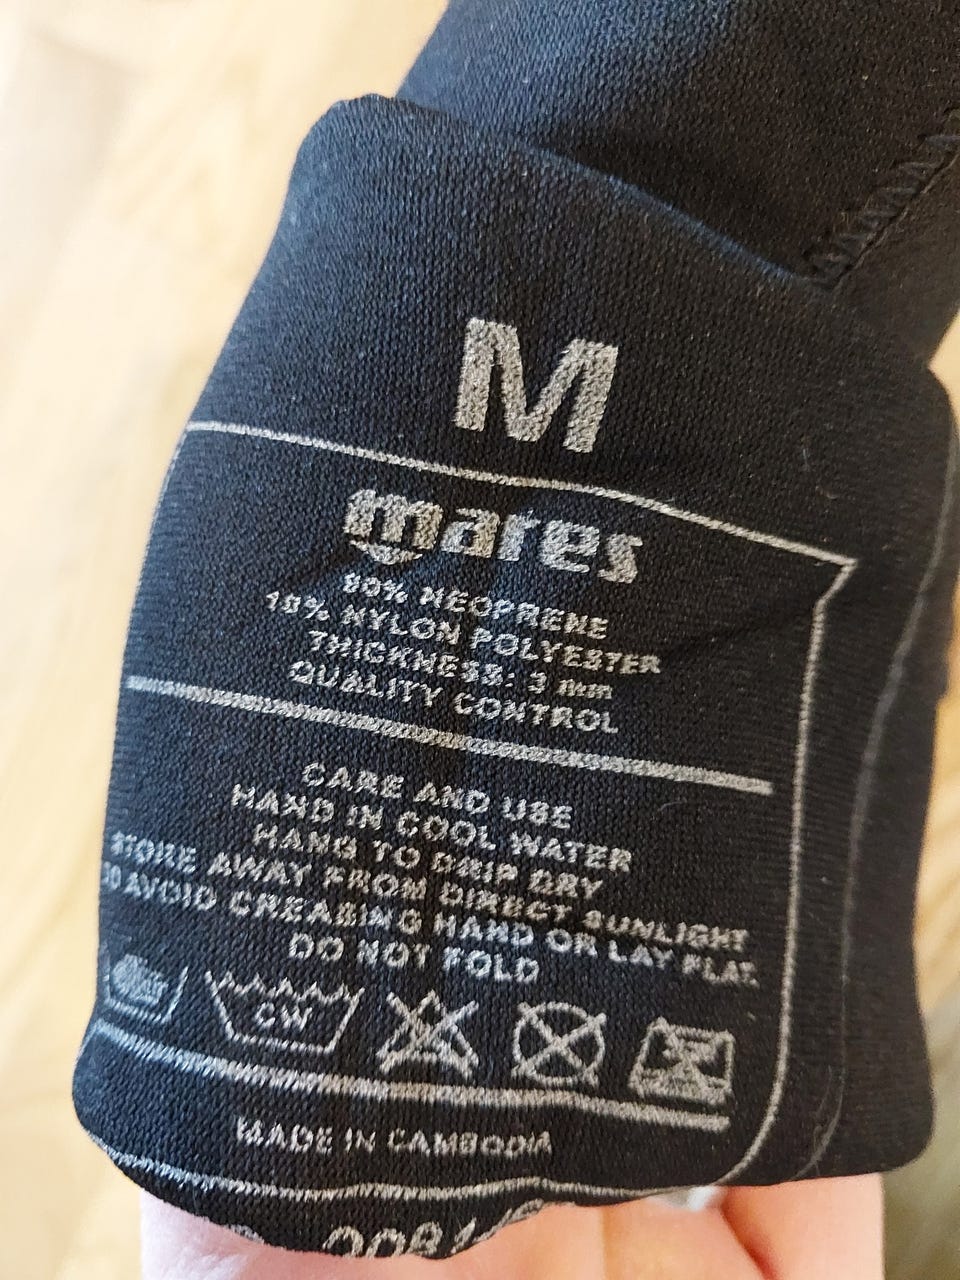 M
mares
90% NEOPRENE
10% NYLON POLYESTER
THICKNESS: 3 mm
QUALITY CONTROL
CARE AND USE
HAND IN COOL WATER
HANG TO DRIP DRY
STORE AWAY FROM DIRECT SUNLIGHT
TO AVOID CREASING HAND OR LAY FLAT.
DO NOT FOLD
CW
MADE IN CAMBODIA